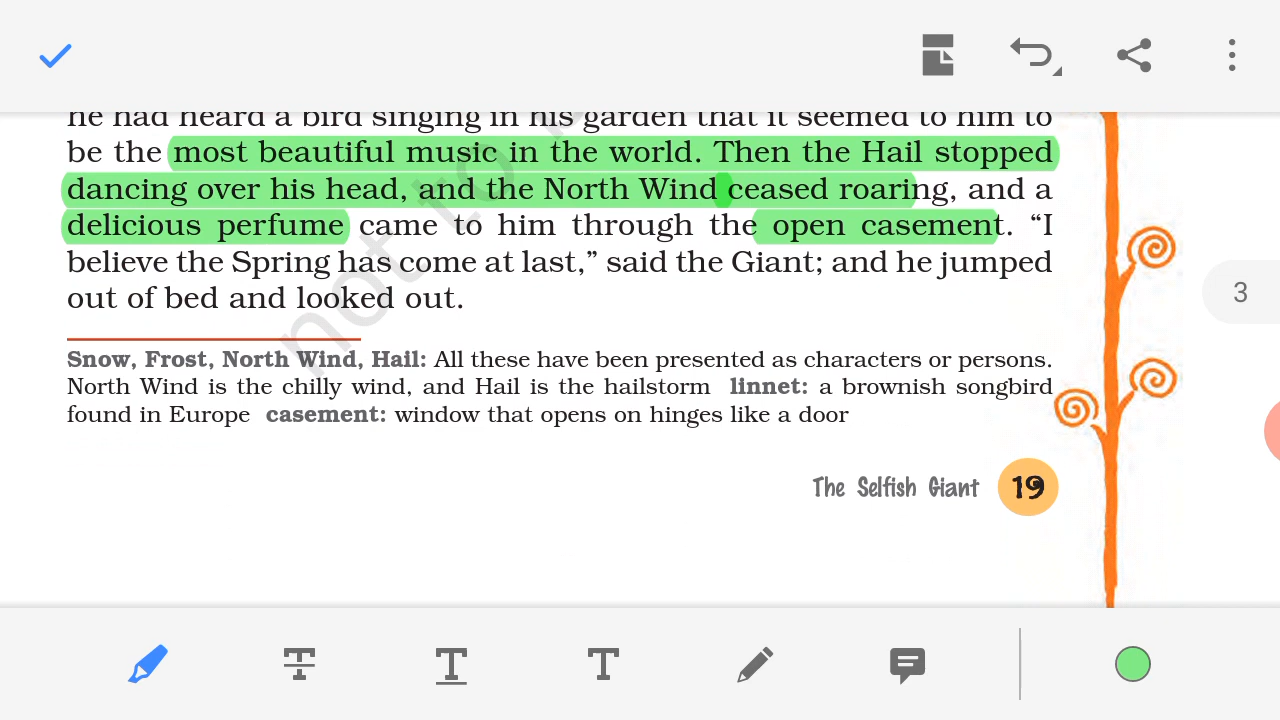 he had heard a bird singing in his garden that it seemed to him to
be the most beautiful music in the world. Then the Hail stopped
dancing over his head, and the North Wind ceased roaring, and a
delicious perfume came to him through the open casement. “I
believe the Spring has come at last,” said the Giant; and he jumped
out of bed and looked out.
Snow, Frost, North Wind, Hail: All these have been presented as characters or persons.
North Wind is the chilly wind, and Hail is the hailstorm linnet: a brownish songbird
found in Europe casement: window that opens on hinges like a door
The Selfish Giant 19
3
not to